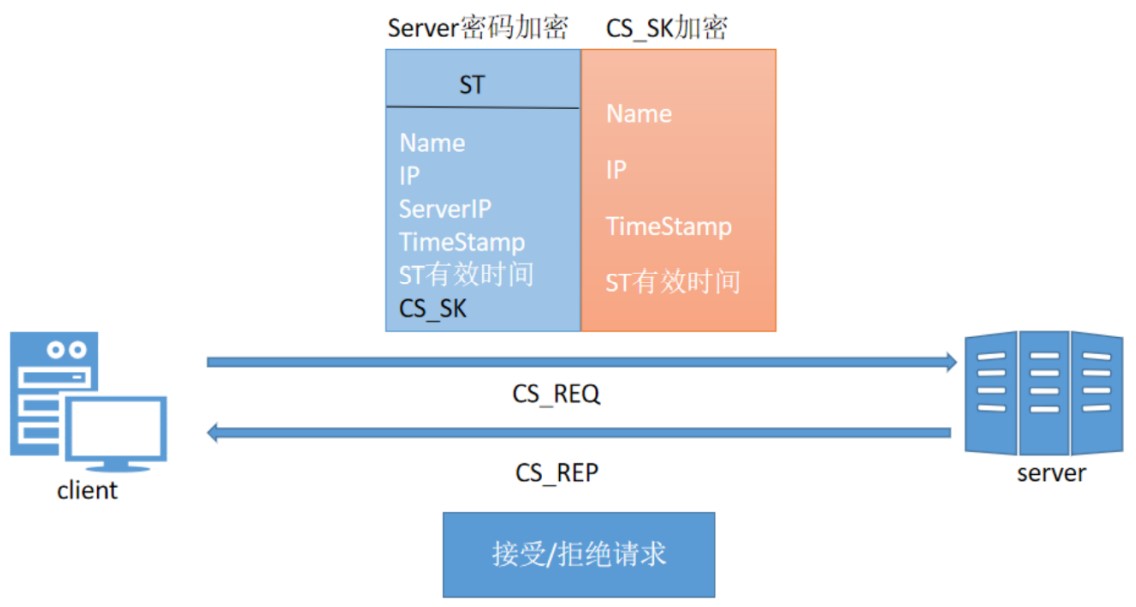 Server密码加密
CS_SK加密
ST
Name
IP
ServerIP
TimeStamp
ST有效时间
CS_SK
Name
IP
TimeStamp
ST有效时间
CS_REQ
CS_REP
client
server
接受/拒绝请求